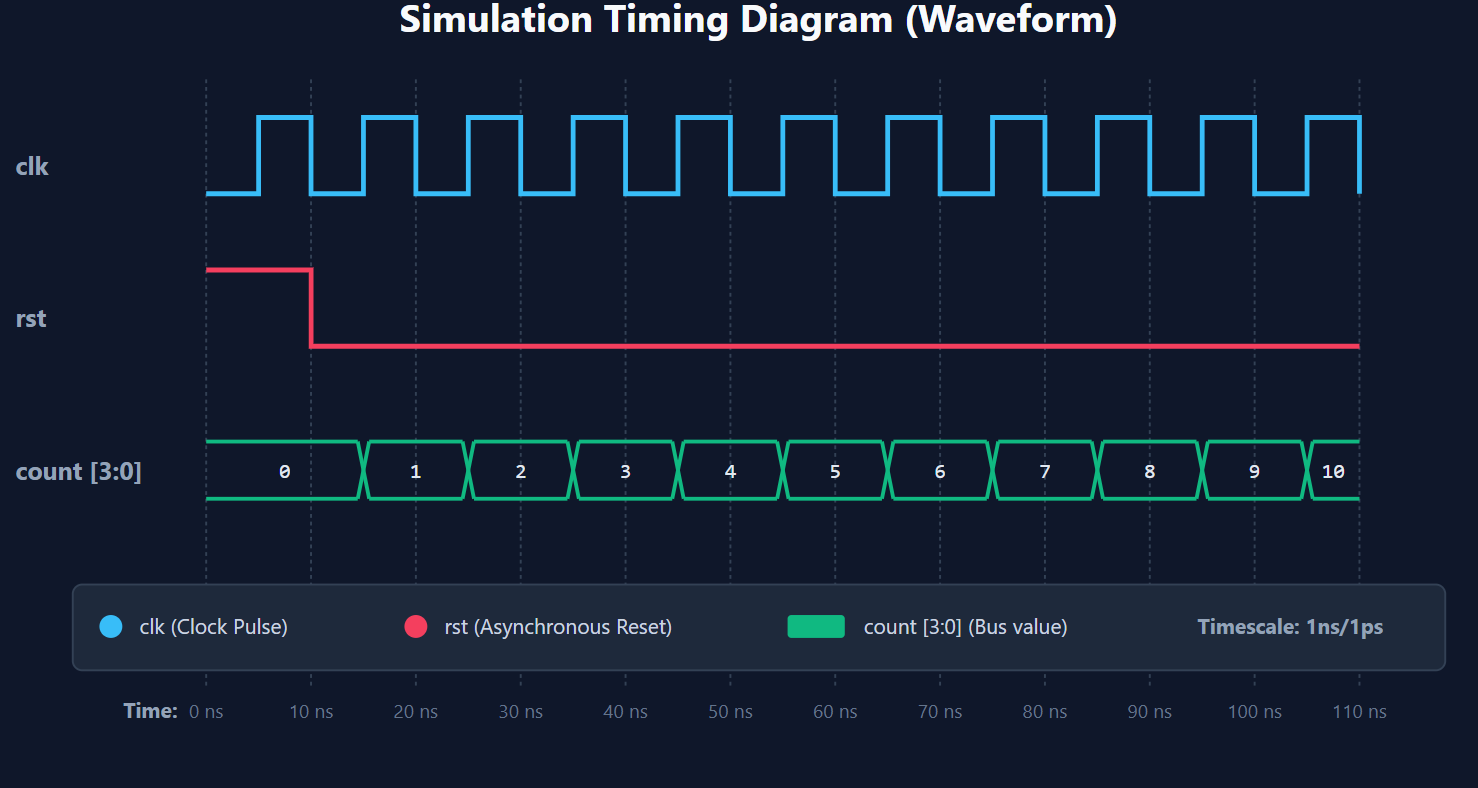 Simulation Timing Diagram (Waveform)
clk
rst
count [3:0] 0 1 2 3 4 5 6 7 8 9 10
clk (Clock Pulse) rst (Asynchronous Reset) count [3:0] (Bus value) Timescale: 1ns/1ps
Time: 0 ns 10 ns 20 ns 30 ns 40 ns 50 ns 60 ns 70 ns 80 ns 90 ns 100 ns 110 ns